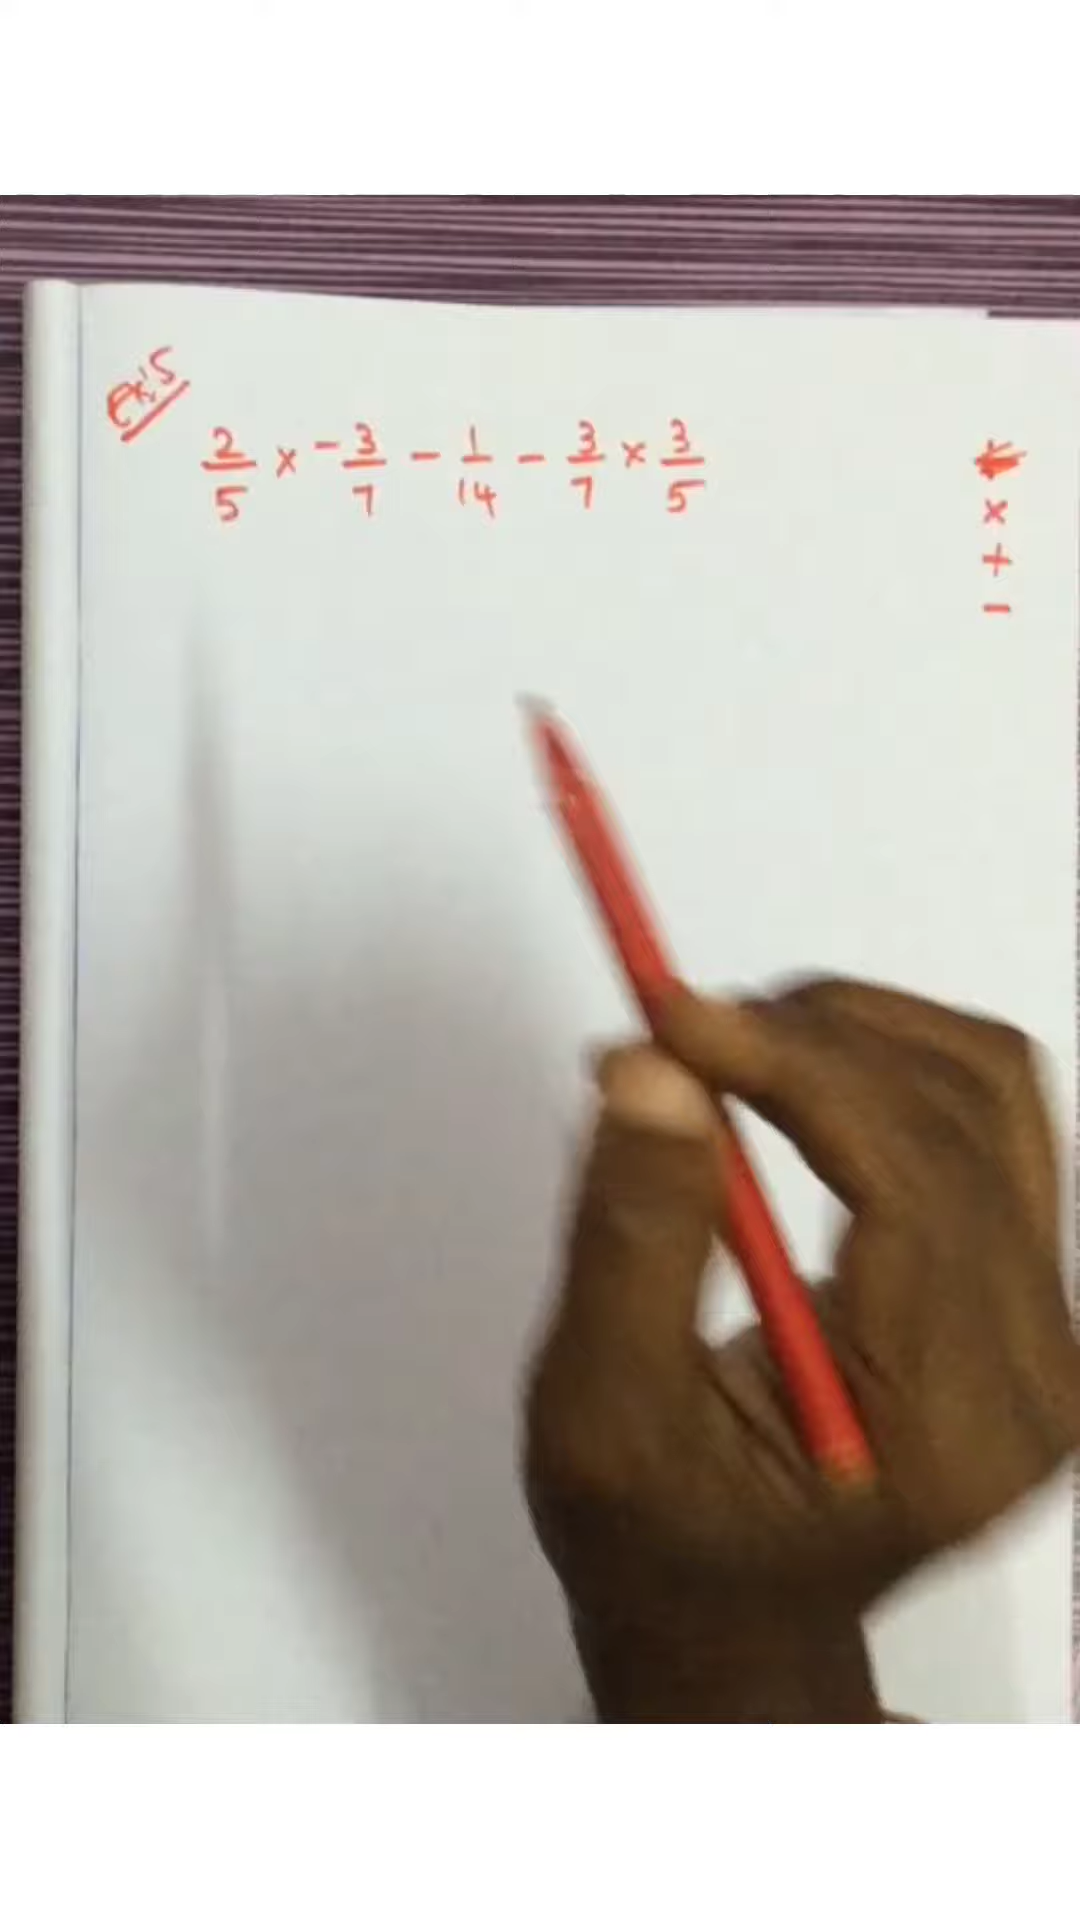 Ex:5
2/5 × -3/7 - 1/14 - 3/7 × 3/5
×
+
-